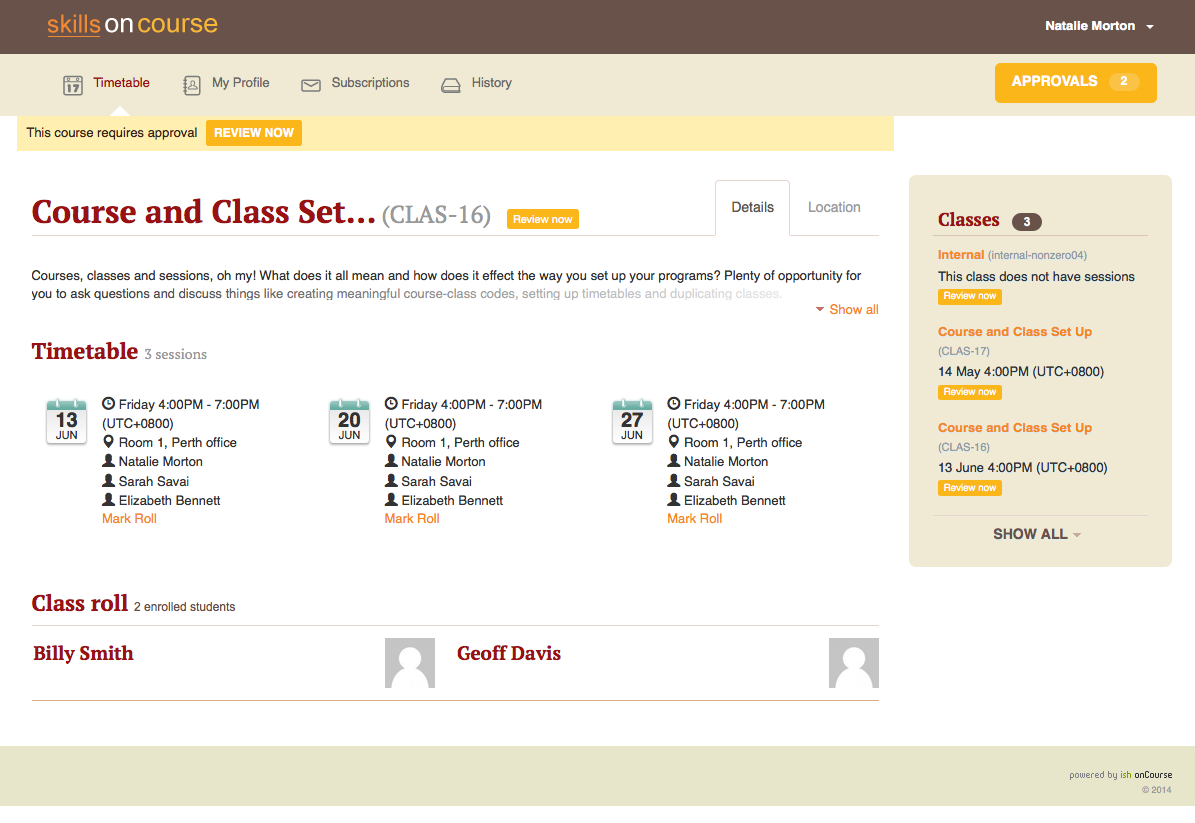 skillsoncourse
Natalie Morton
17
Timetable
My Profile
Subscriptions
History
APPROVALS 2
This course requires approval REVIEW NOW
Course and Class Set... (CLAS-16) Review now
Details
Location
Courses, classes and sessions, oh my! What does it all mean and how does it effect the way you set up your programs? Plenty of opportunity for
you to ask questions and discuss things like creating meaningful course-class codes, setting up timetables and duplicating classes.
Show all
Timetable 3 sessions
13
JUN
Friday 4:00PM - 7:00PM
(UTC+0800)
Room 1, Perth office
Natalie Morton
Sarah Savai
Elizabeth Bennett
Mark Roll
20
JUN
Friday 4:00PM - 7:00PM
(UTC+0800)
Room 1, Perth office
Natalie Morton
Sarah Savai
Elizabeth Bennett
Mark Roll
27
JUN
Friday 4:00PM - 7:00PM
(UTC+0800)
Room 1, Perth office
Natalie Morton
Sarah Savai
Elizabeth Bennett
Mark Roll
Class roll 2 enrolled students
Billy Smith
Geoff Davis
Classes 3
Internal (internal-nonzero04)
This class does not have sessions
Review now
Course and Class Set Up
(CLAS-17)
14 May 4:00PM (UTC+0800)
Review now
Course and Class Set Up
(CLAS-16)
13 June 4:00PM (UTC+0800)
Review now
SHOW ALL
powered by ish onCourse
© 2014